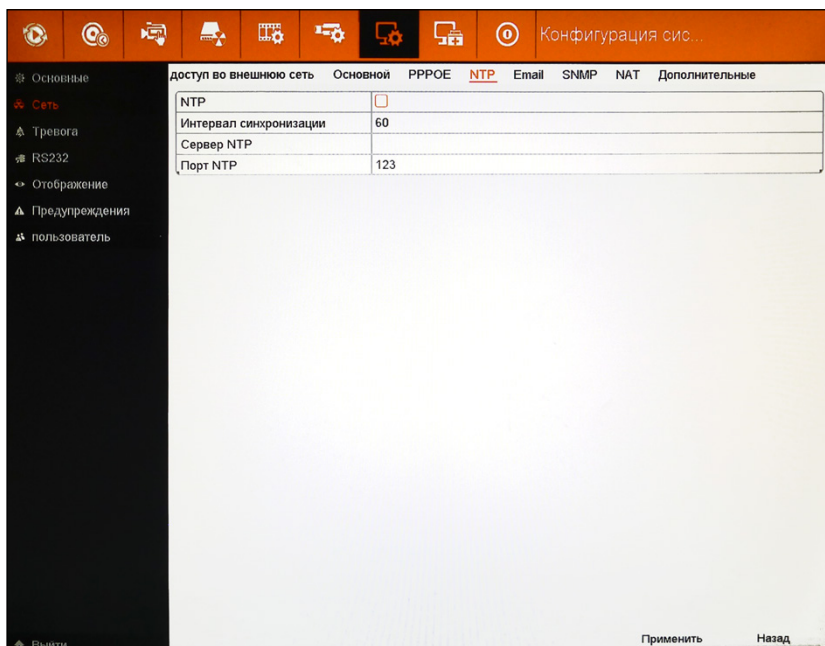 Конфигурация сис...
Основные
Сеть
Тревога
RS232
Отображение
Предупреждения
пользователь
Выйти
доступ во внешнюю сеть Основной PPPOE NTP Email SNMP NAT Дополнительные
NTP
Интервал синхронизации 60
Сервер NTP
Порт NTP 123
Применить Назад